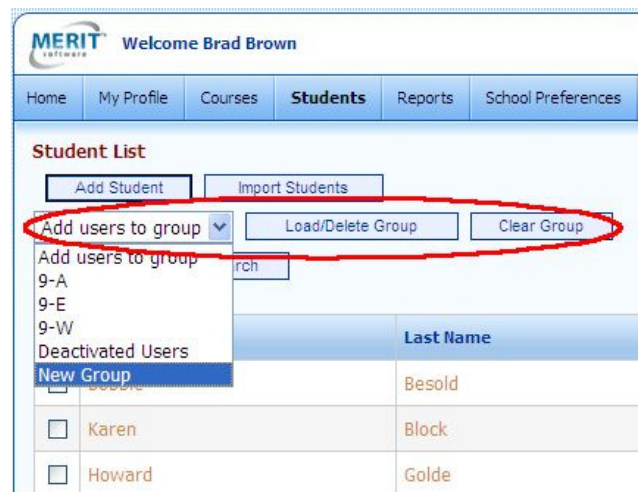 MERIT software Welcome Brad Brown
Home My Profile Courses Students Reports School Preferences
Student List
Add Student Import Students
Add users to group Load/Delete Group Clear Group
Add users to group
9-A
9-E
9-W
Deactivated Users
New Group
Last Name
Besold
Karen Block
Howard Golde